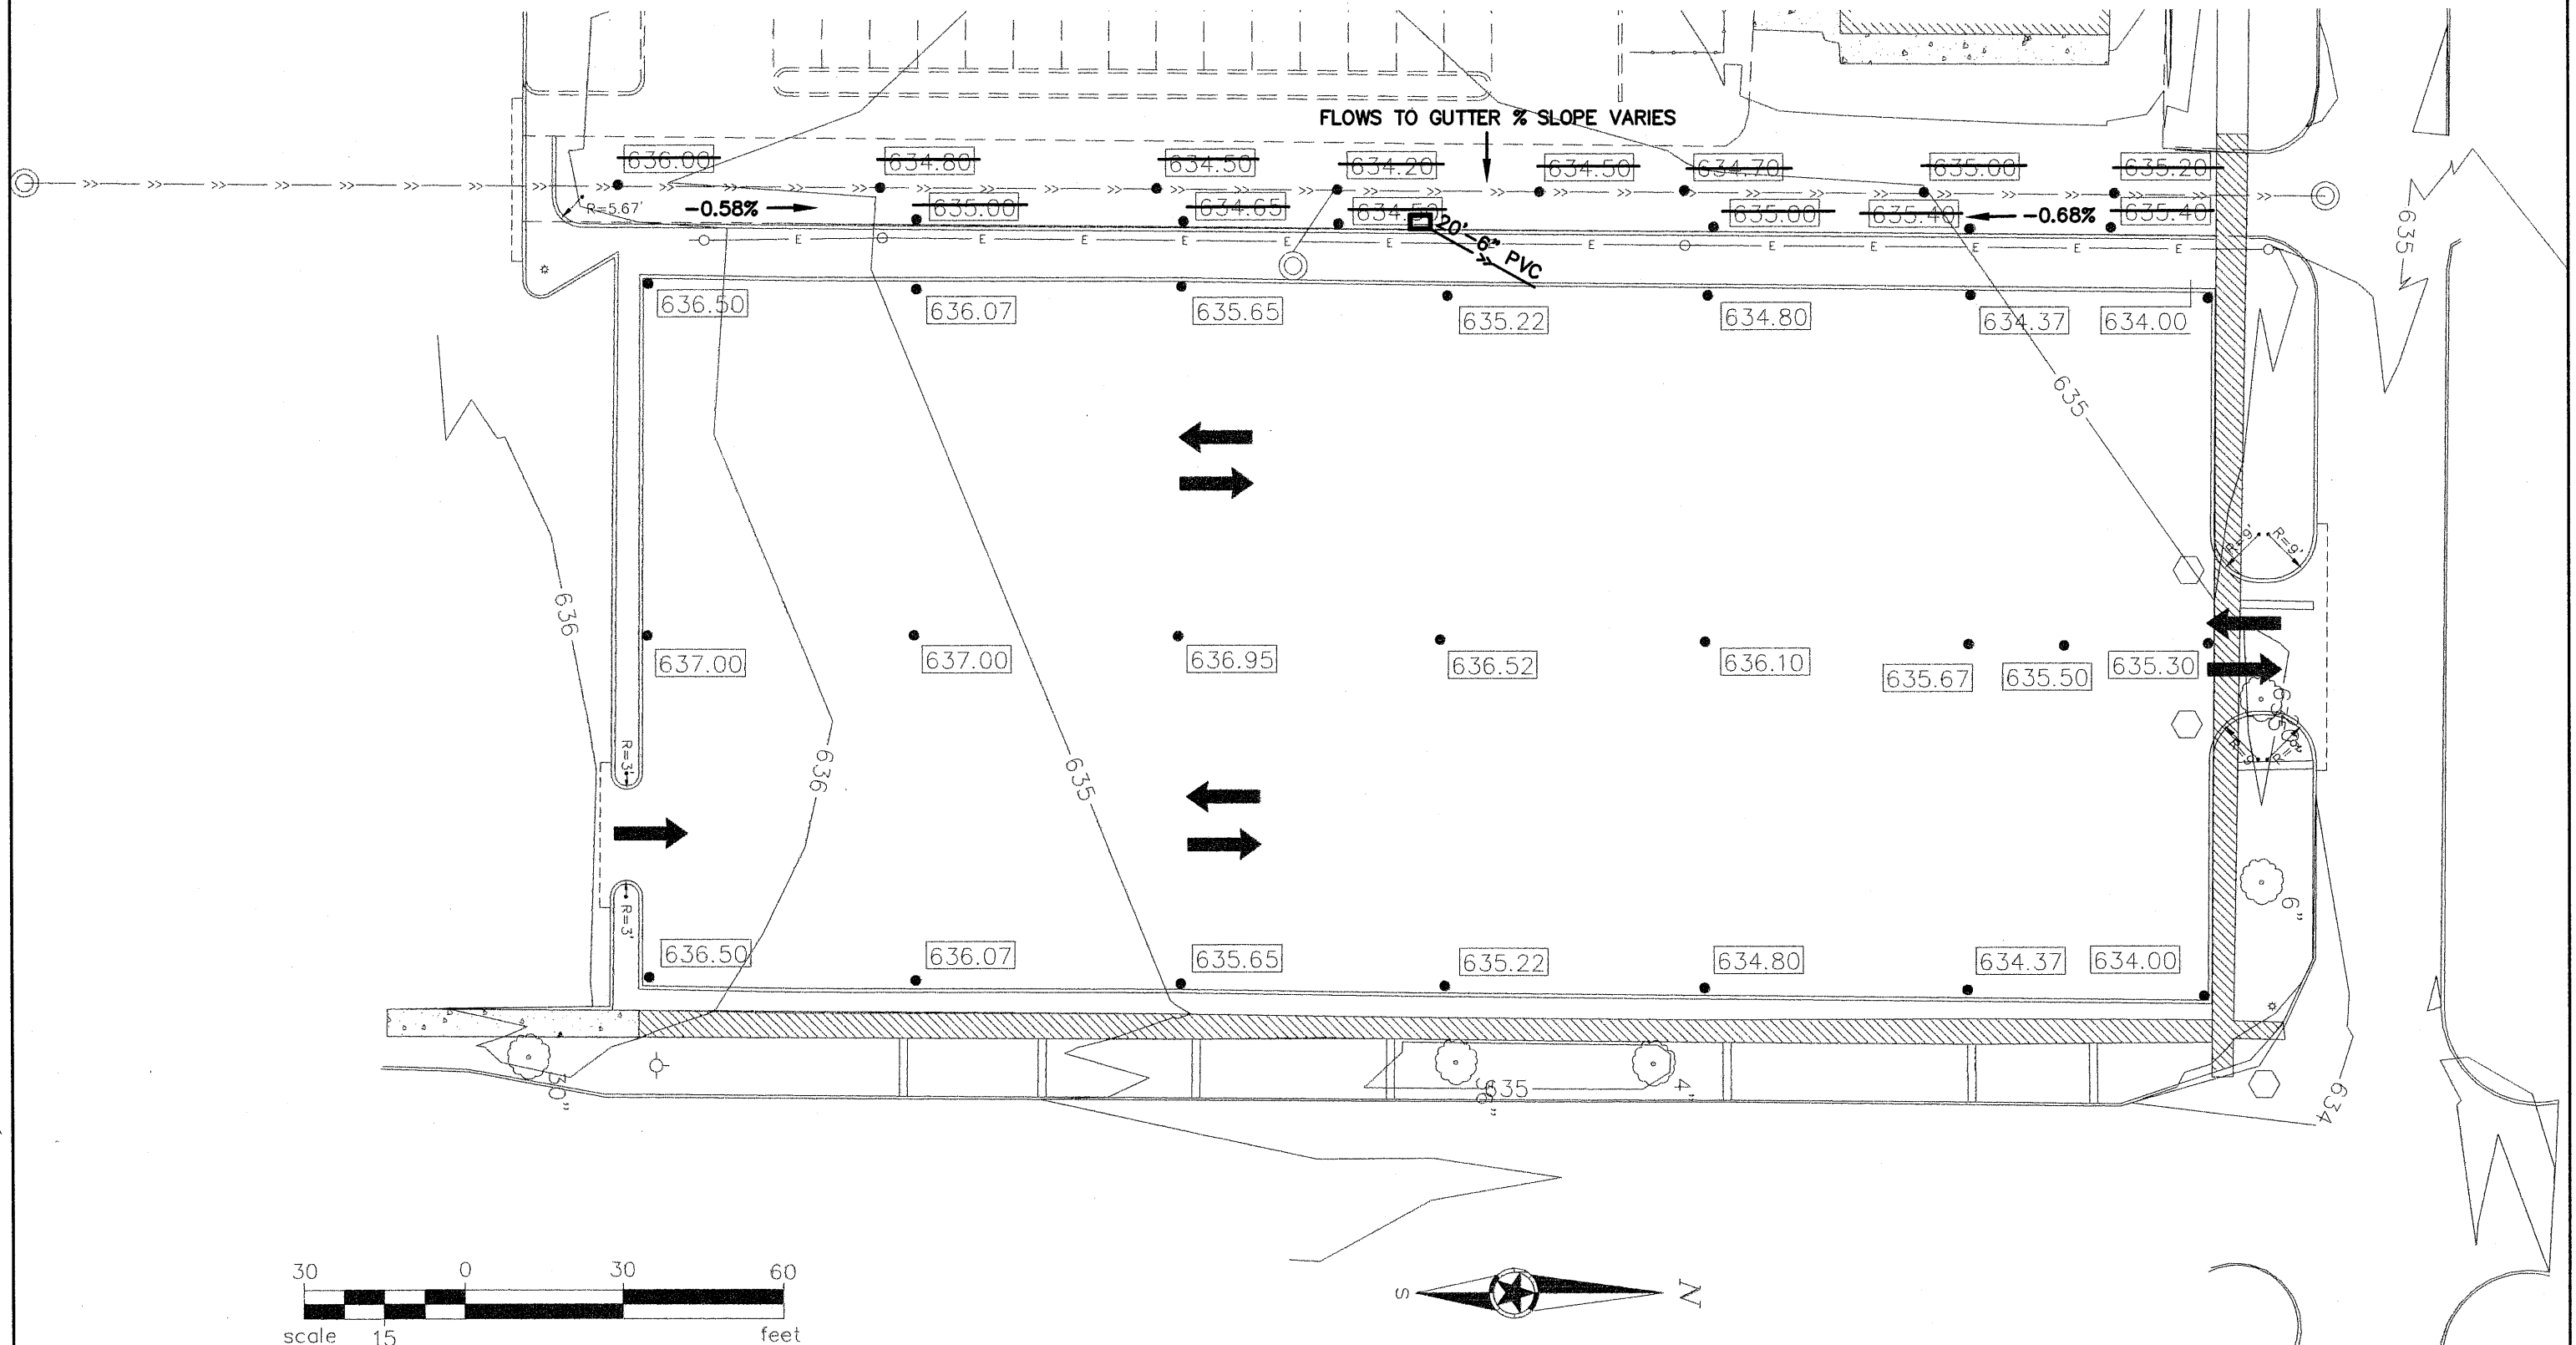 FLOWS TO GUTTER % SLOPE VARIES
636.00 634.80 634.50 634.20 634.50 634.70 635.00 635.20
R=5.67' -0.58% 635.00 634.65 634.50 635.00 635.40 -0.68% 635.40
20'-6" PVC
E E E E E E E E E E E E E
635
636.50 636.07 635.65 635.22 634.80 634.37 634.00
635
R=9' R=9'
636
637.00 637.00 636.95 636.52 636.10 635.67 635.50 635.30
635
R=3'
636
635
R=3'
6"
636.50 636.07 635.65 635.22 634.80 634.37 634.00
30"
635
4"
634
30 0 30 60
scale 15 feet
S N